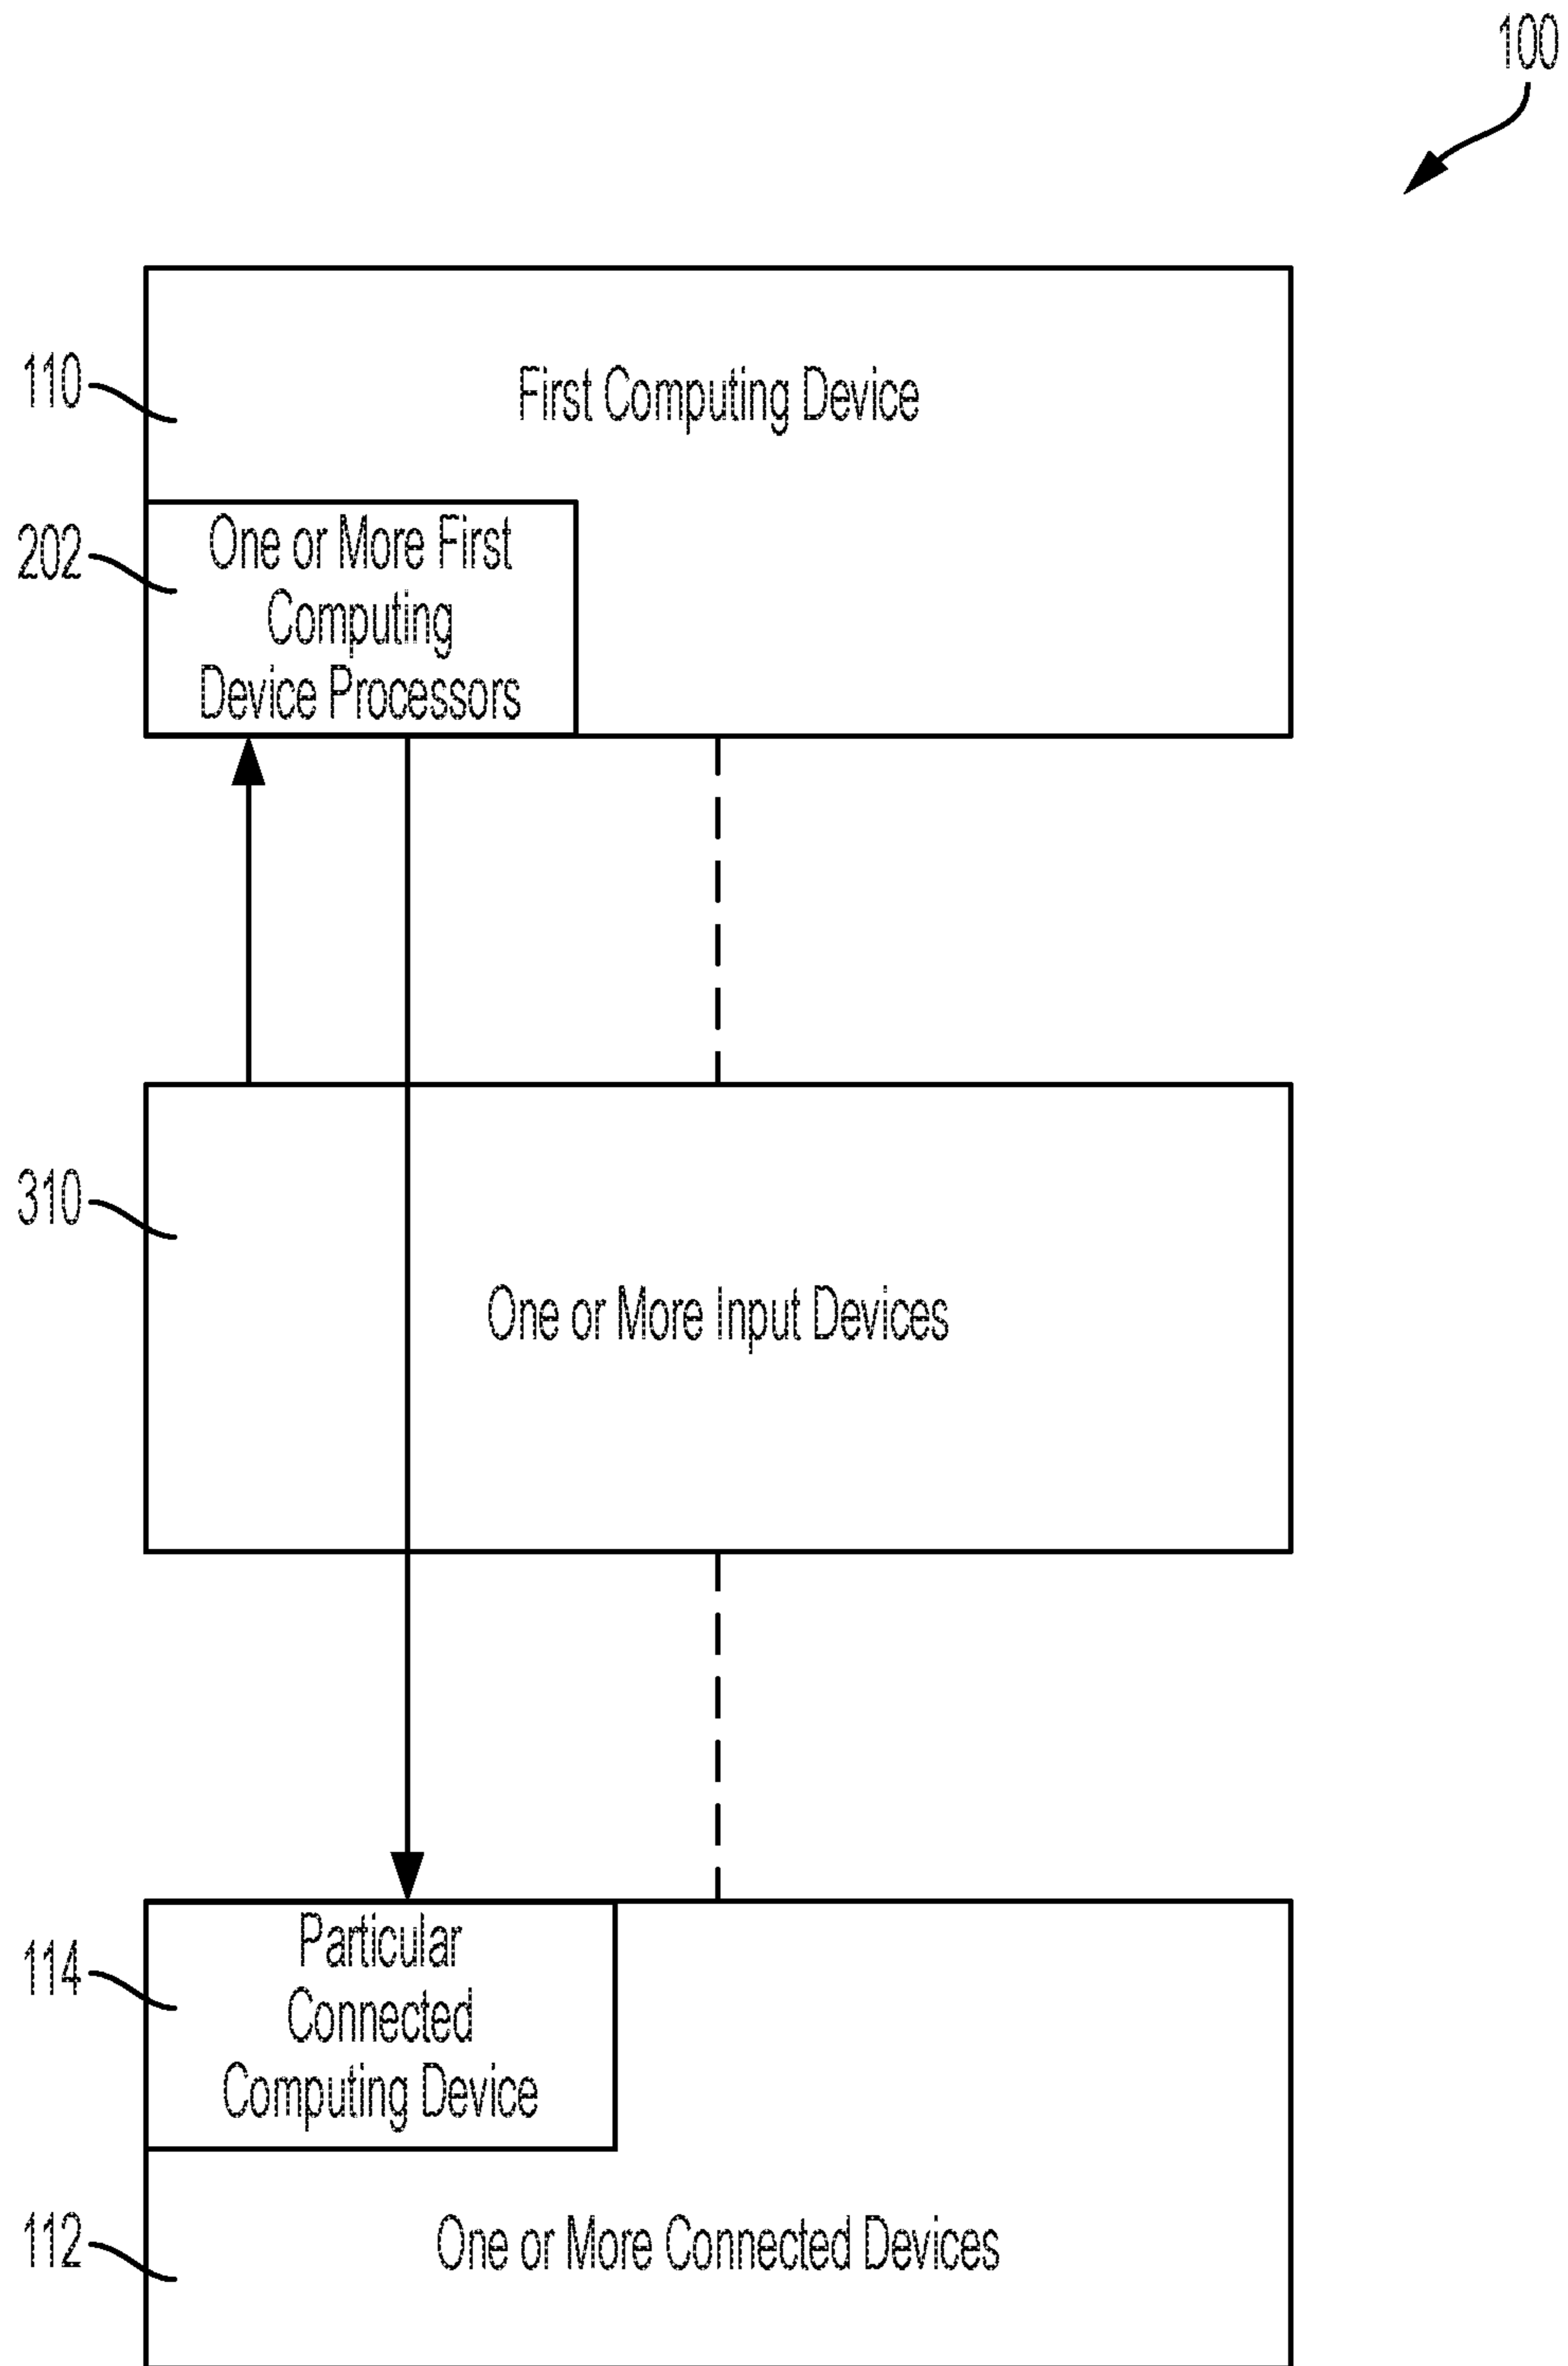 100
110
First Computing Device
202
One or More First
Computing
Device Processors
310
One or More Input Devices
114
Particular
Connected
Computing Device
112
One or More Connected Devices